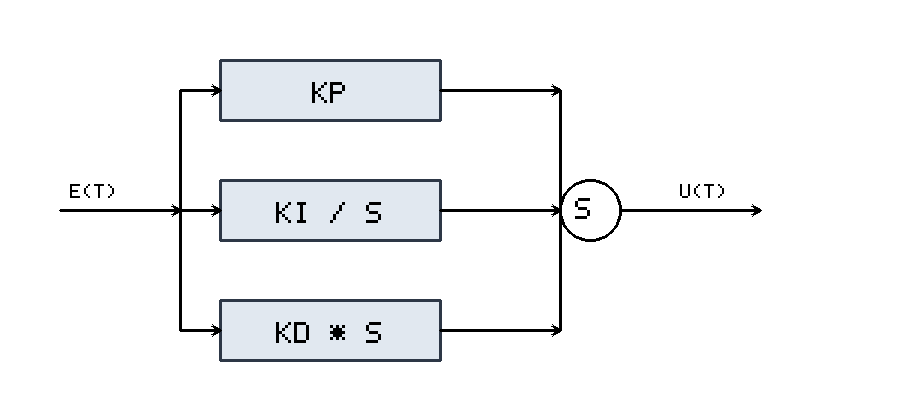 KP
E(T)
KI / S
S
U(T)
KD * S